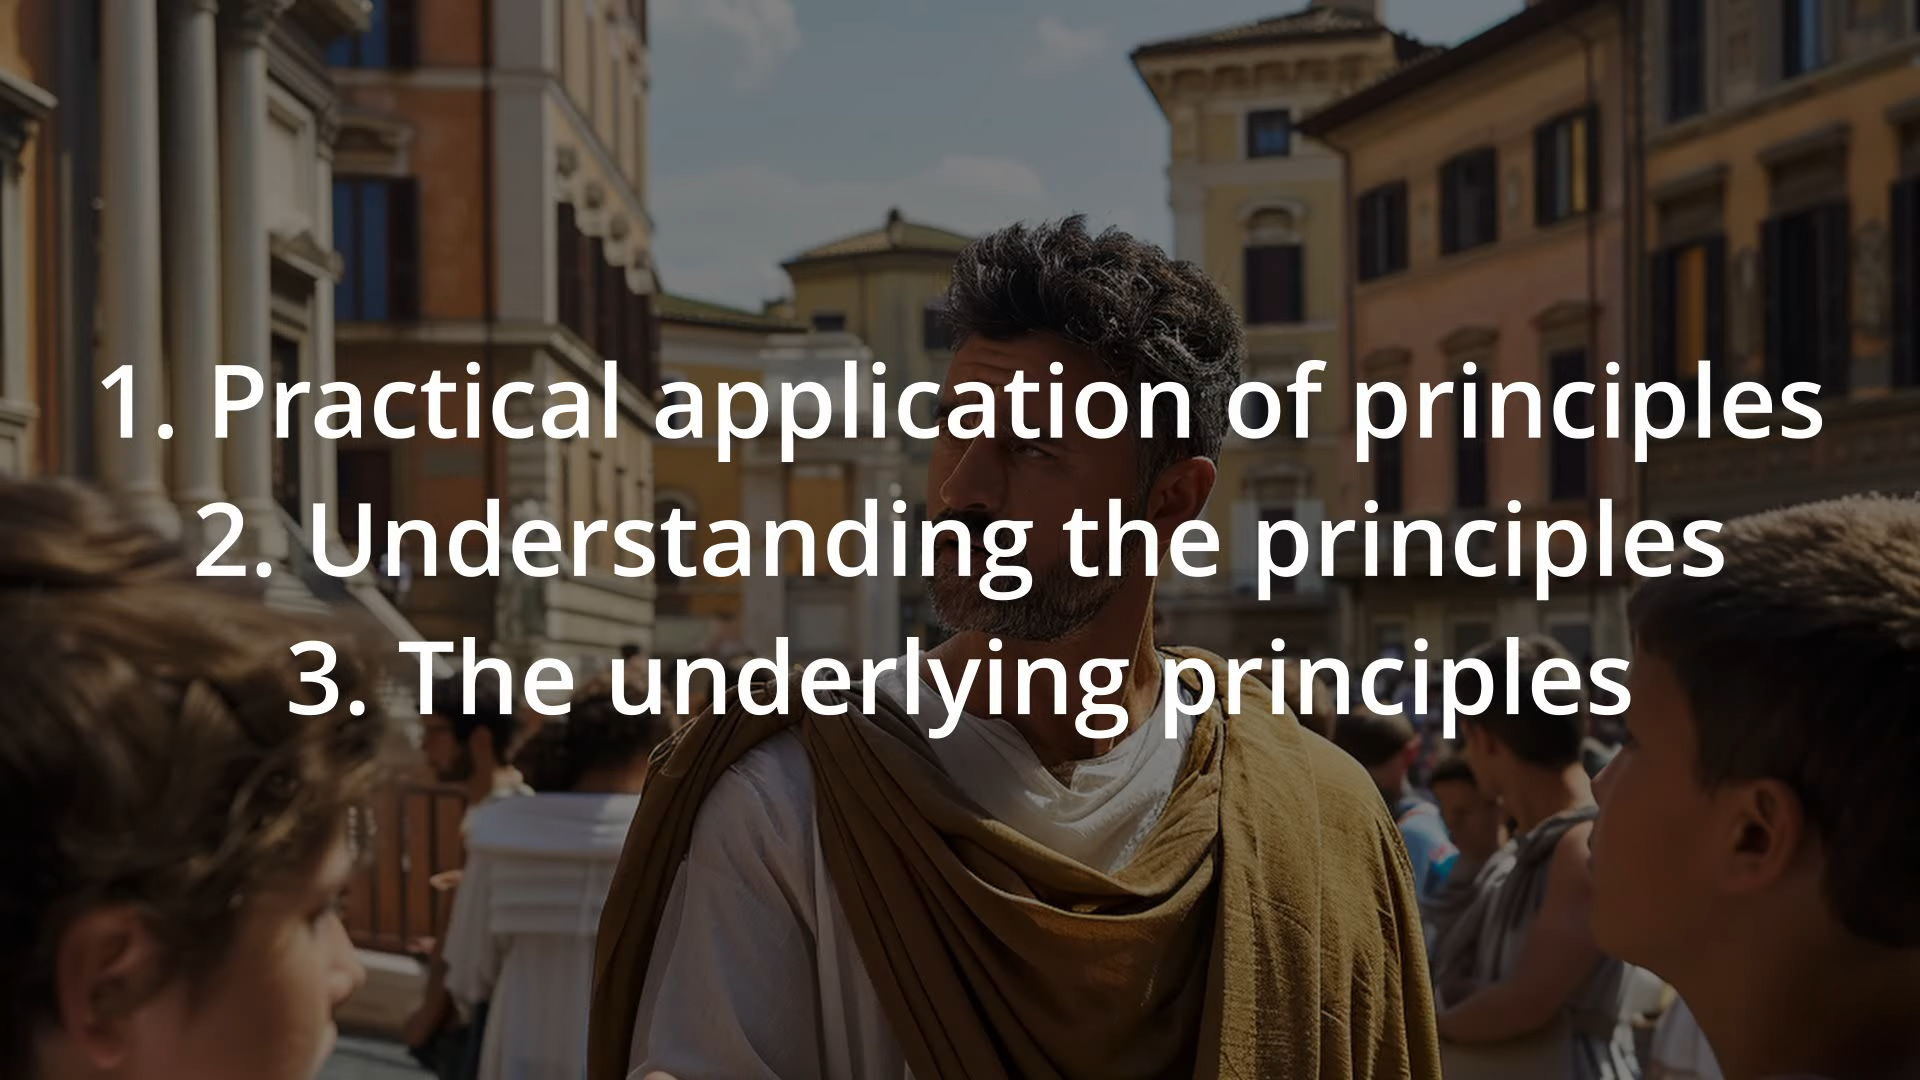 1. Practical application of principles
2. Understanding the principles
3. The underlying principles